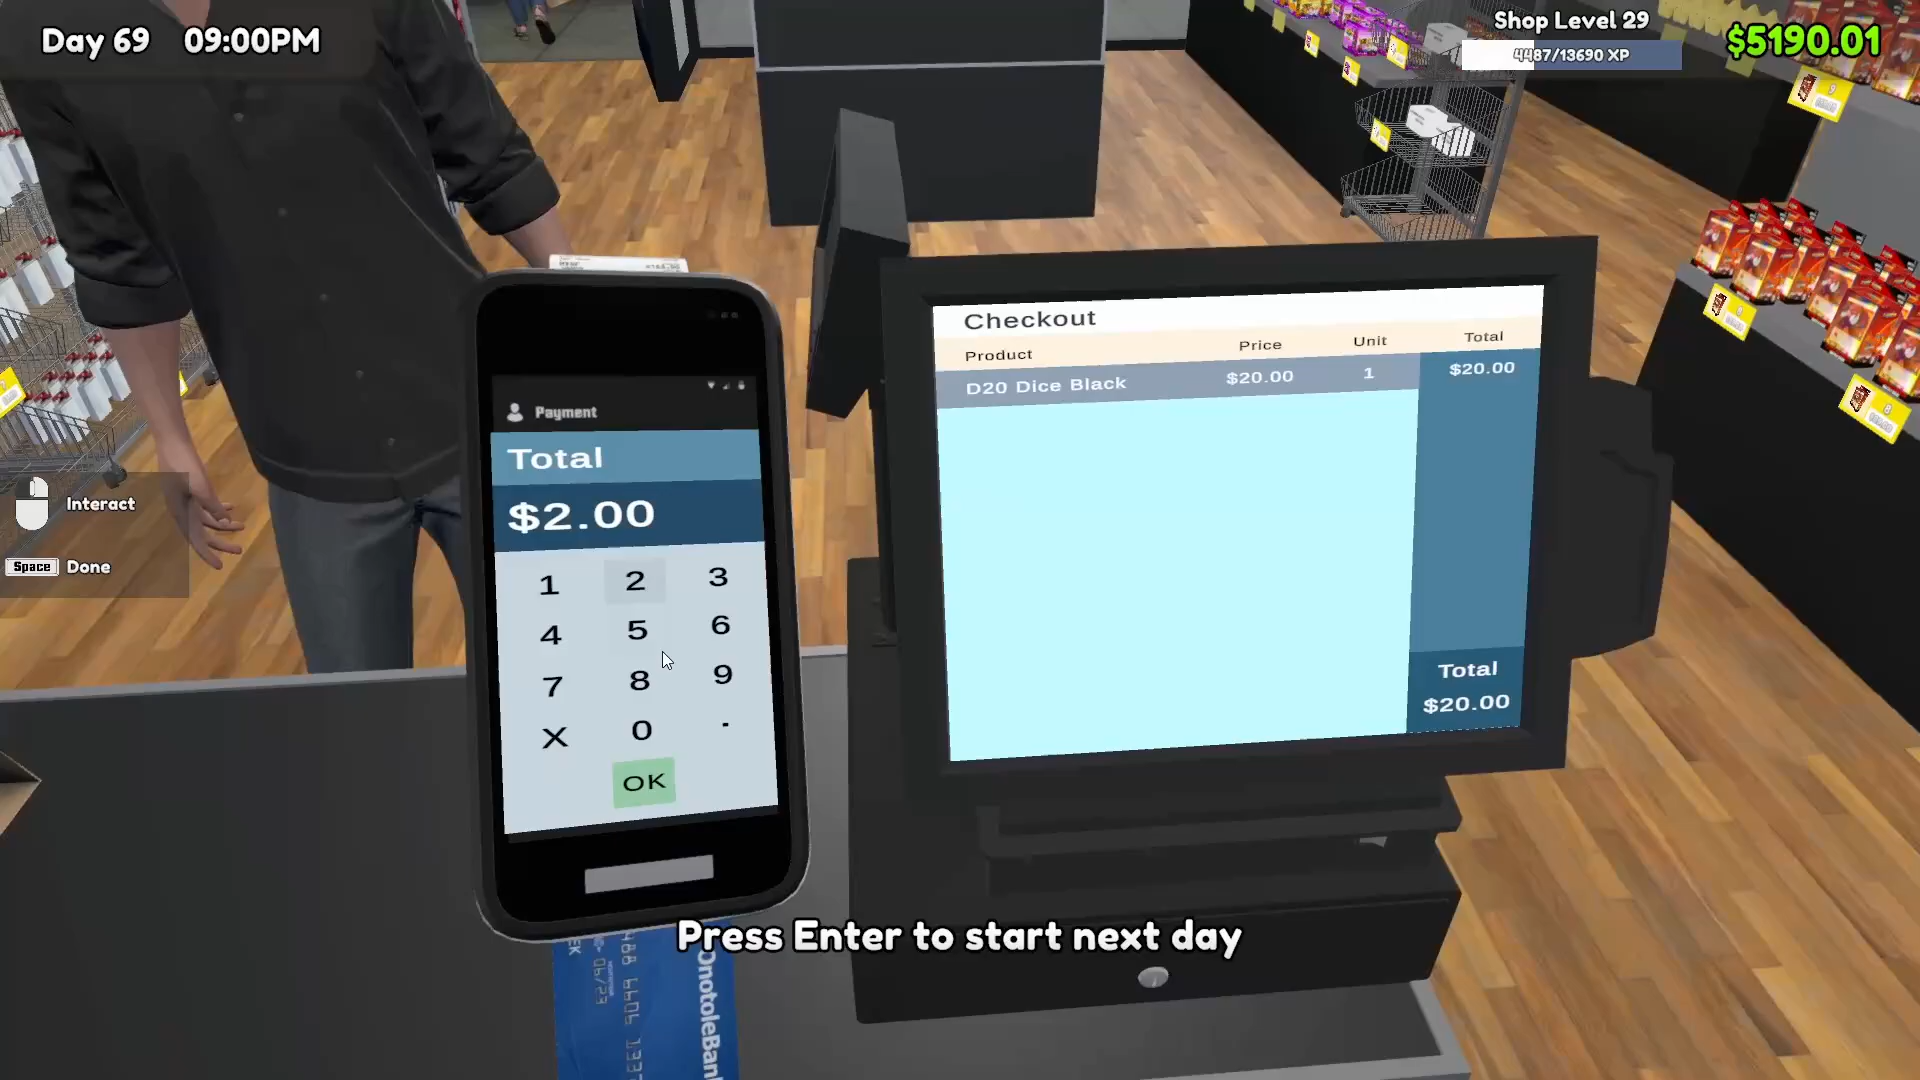 Day 69 09:00PM
Shop Level 29
4487/13690 XP
$5190.01
Interact
Space Done
Payment
Total
$2.00
1 2 3
4 5 6
7 8 9
X 0 .
OK
Checkout
Product Price Unit Total
D20 Dice Black $20.00 1 $20.00
Total
$20.00
Press Enter to start next day
OnotoleBank